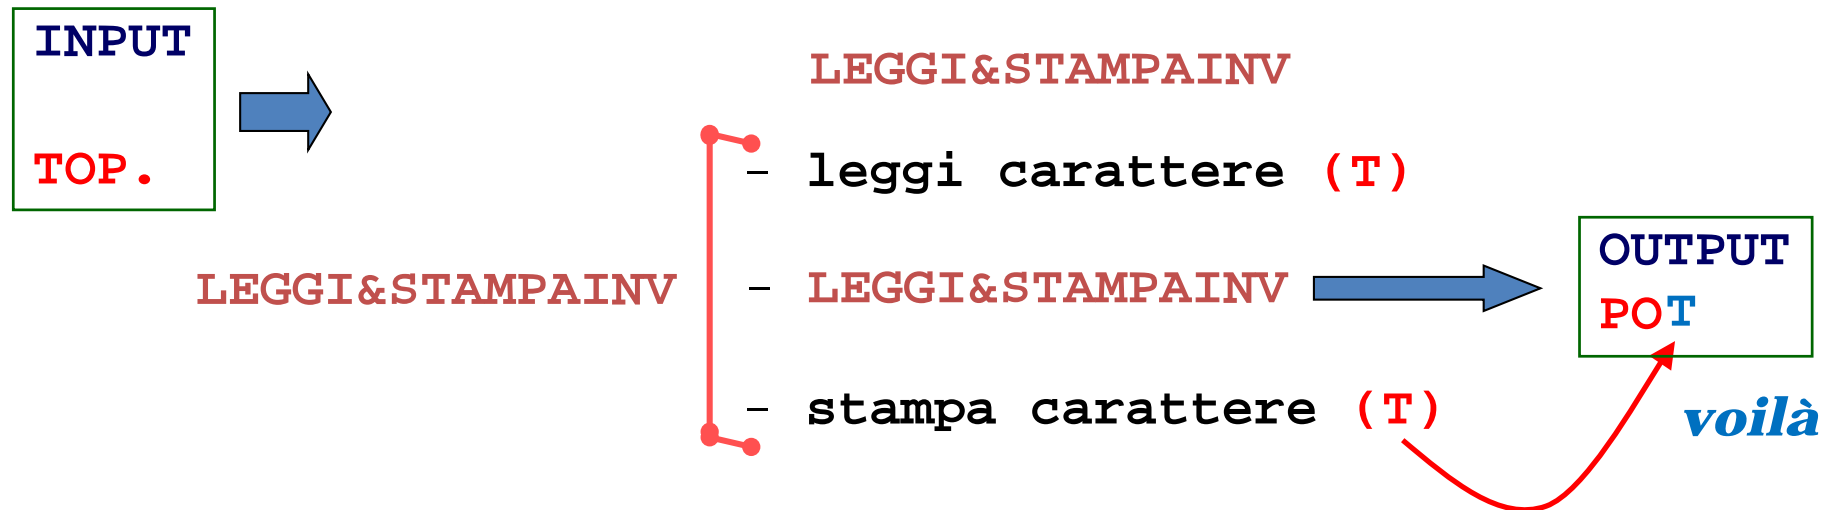 INPUT
TOP.
LEGGI&STAMPAINV
LEGGI&STAMPAINV
- leggi carattere (T)
- LEGGI&STAMPAINV
- stampa carattere (T)
OUTPUT
POT
voilà